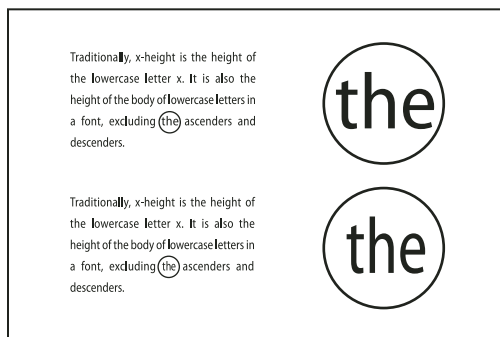 Traditionally, x-height is the height of
the lowercase letter x. It is also the
height of the body of lowercase letters in
a font, excluding the ascenders and
descenders.
the
Traditionally, x-height is the height of
the lowercase letter x. It is also the
height of the body of lowercase letters in
a font, excluding the ascenders and
descenders.
the